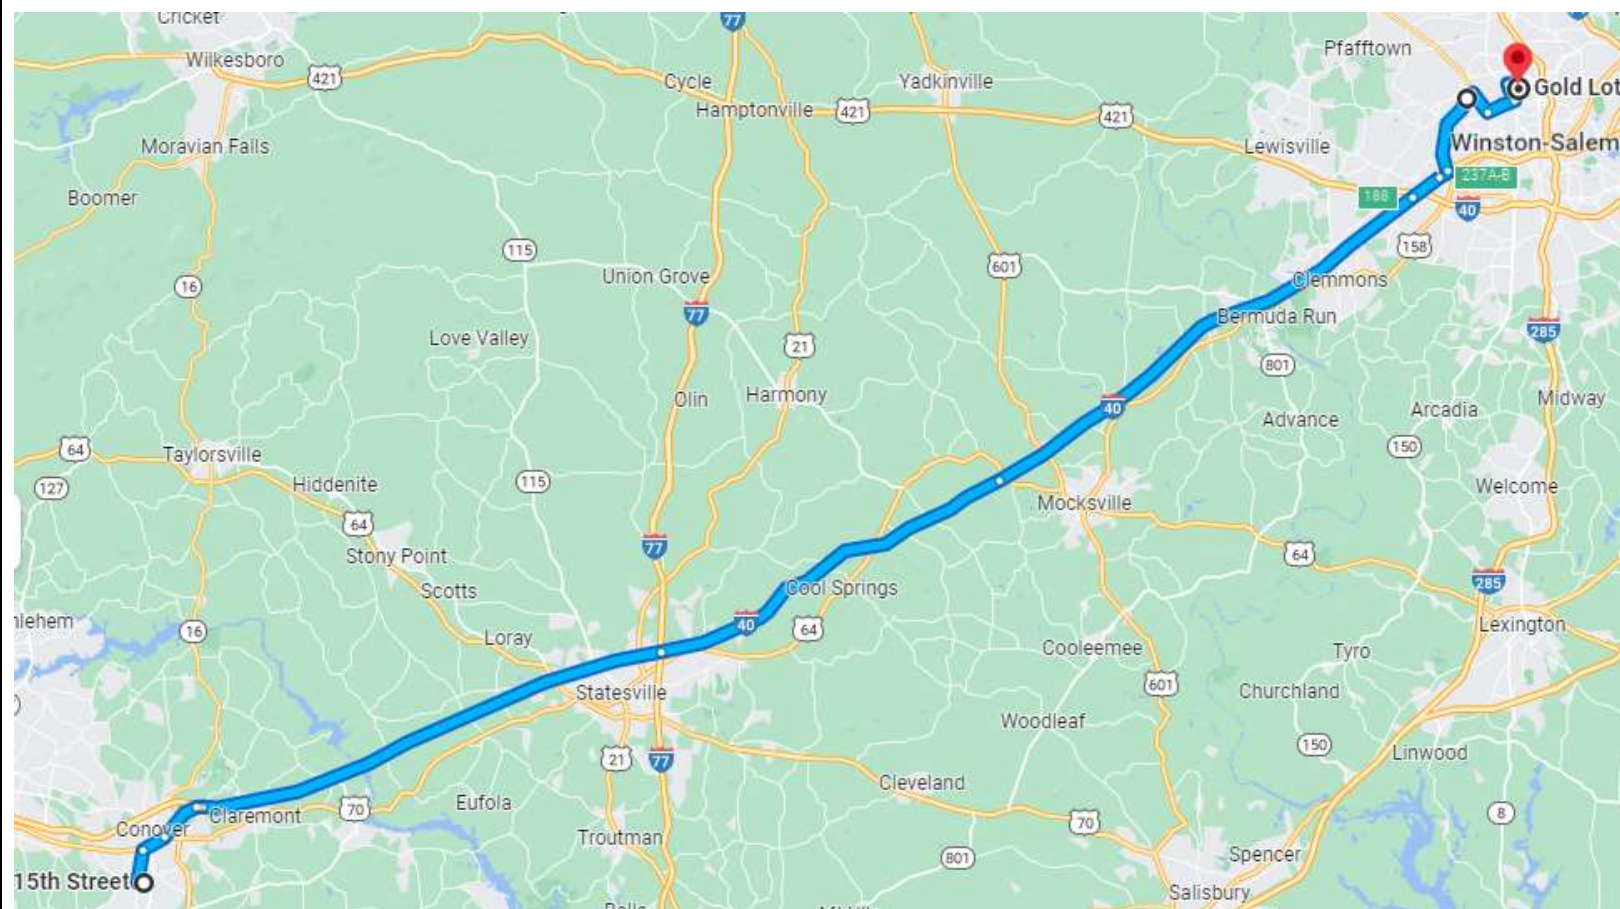 Cricket
77
Pfafftown
Wilkesboro
421
Cycle
Yadkinville
Gold Lot
Hamptonville
421
421
Moravian Falls
Lewisville
Winston-Salem
237A-B
Boomer
188
40
115
158
16
Union Grove
601
Clemmons
77
Bermuda Run
285
Love Valley
21
801
Olin
Harmony
40
Midway
Arcadia
Advance
64
Taylorsville
150
127
Hiddenite
115
Welcome
Mocksville
64
77
64
Stony Point
285
Scotts
Cool Springs
hlehem
16
Loray
40
64
Lexington
Cooleemee
Tyro
601
Statesville
Churchland
Woodleaf
150
Linwood
21
77
Cleveland
Eufola
70
Claremont
8
Conover
Troutman
70
801
Spencer
15th Street
Salisbury